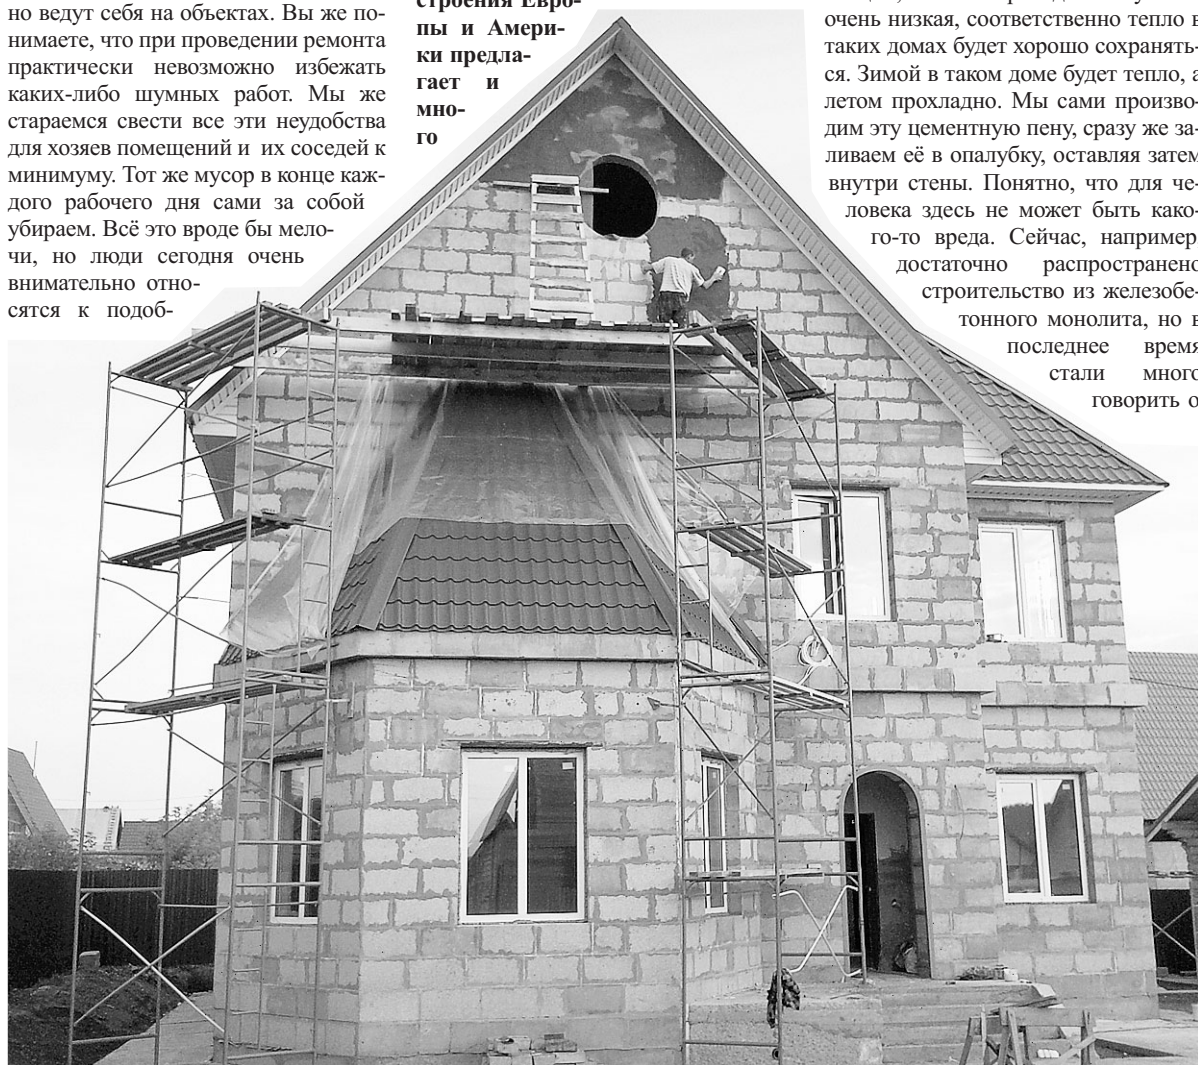 но ведут себя на объектах. Вы же по-
нимаете, что при проведении ремонта
практически невозможно избежать
каких-либо шумных работ. Мы же
стараемся свести все эти неудобства
для хозяев помещений и их соседей к
минимуму. Тот же мусор в конце каж-
дого рабочего дня сами за собой
убираем. Всё это вроде бы мело-
чи, но люди сегодня очень
внимательно отно-
сятся к подоб-
строения Евро-
пы и Амери-
ки предла-
гает и
мно-
го
очень низкая, соответственно тепло в
таких домах будет хорошо сохранять-
ся. Зимой в таком доме будет тепло, а
летом прохладно. Мы сами произво-
дим эту цементную пену, сразу же за-
ливаем её в опалубку, оставляя затем
внутри стены. Понятно, что для че-
ловека здесь не может быть како-
го-то вреда. Сейчас, например,
достаточно распространено
строительство из железобе-
тонного монолита, но в
последнее время
стали много
говорить о